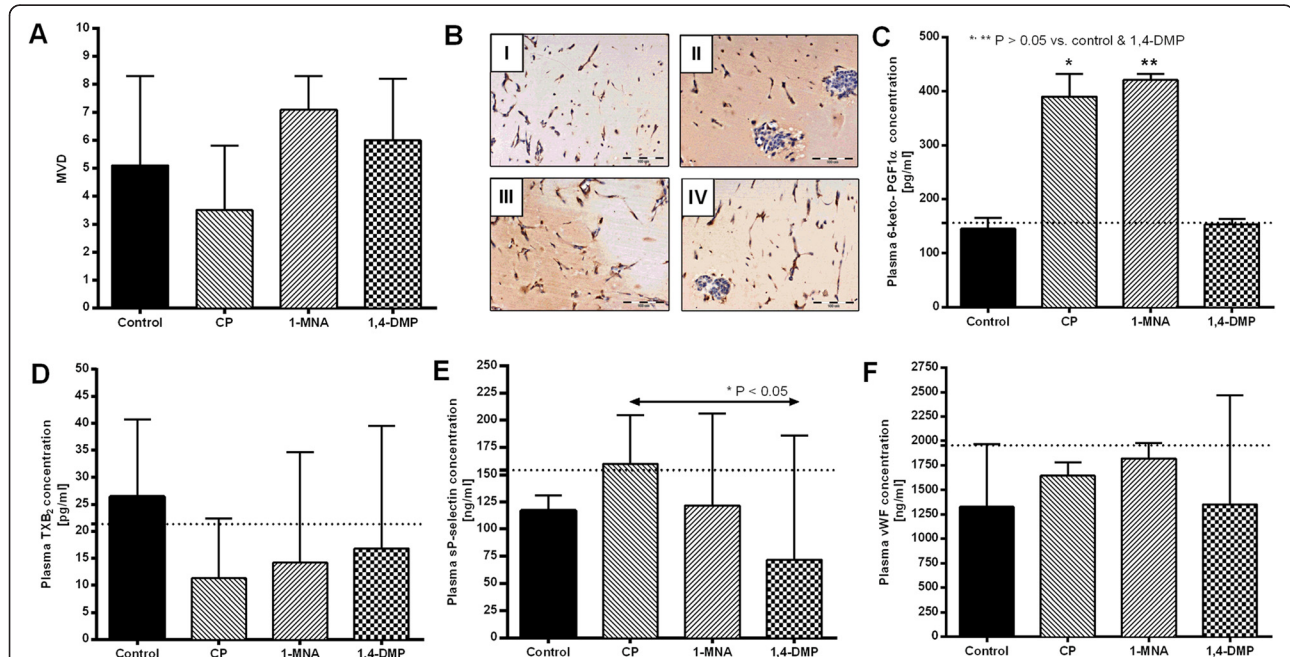 A
MVD
10
9
8
7
6
5
4
3
2
1
0
Control CP 1-MNA 1,4-DMP
B
I
II
III
IV
C
*, ** P > 0.05 vs. control & 1,4-DMP
Plasma 6-keto- PGF1α concentration
[pg/ml]
500
400
300
200
100
0
*
**
Control CP 1-MNA 1,4-DMP
D
Plasma TXB2 concentration
[pg/ml]
50
45
40
35
30
25
20
15
10
5
0
Control CP 1-MNA 1,4-DMP
E
Plasma sP-selectin concentration
[ng/ml]
250
225
200
175
150
125
100
75
50
25
0
* P < 0.05
Control CP 1-MNA 1,4-DMP
F
Plasma vWF concentration
[ng/ml]
2750
2500
2250
2000
1750
1500
1250
1000
750
500
250
0
Control CP 1-MNA 1,4-DMP